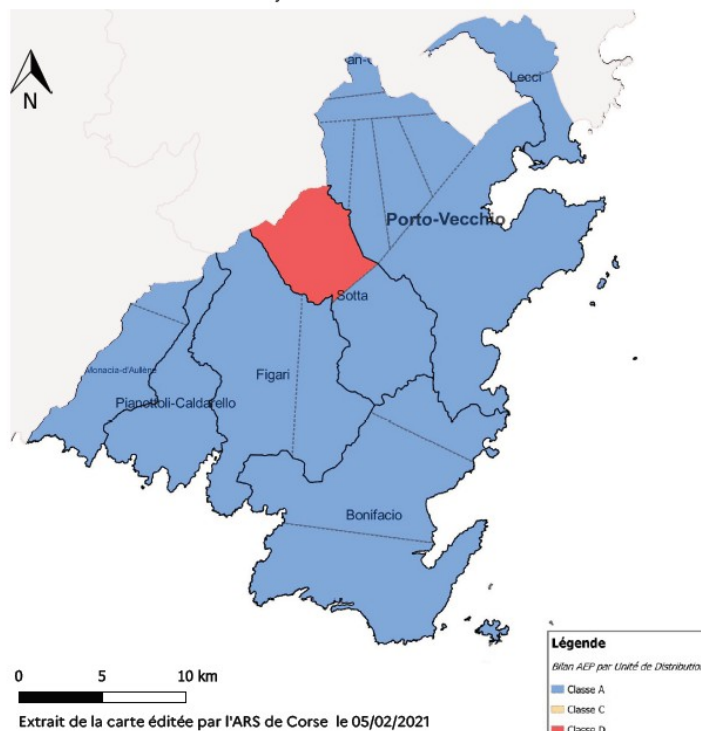 N
Lecci
Porto-Vecchio
Sotta
Monacia-d'Aullène
Figari
Pianottoli-Caldarello
Bonifacio
Légende
Bilan AEP par Unité de Distribution
Classe A
Classe C
Classe D
0 5 10 km
Extrait de la carte éditée par l'ARS de Corse le 05/02/2021